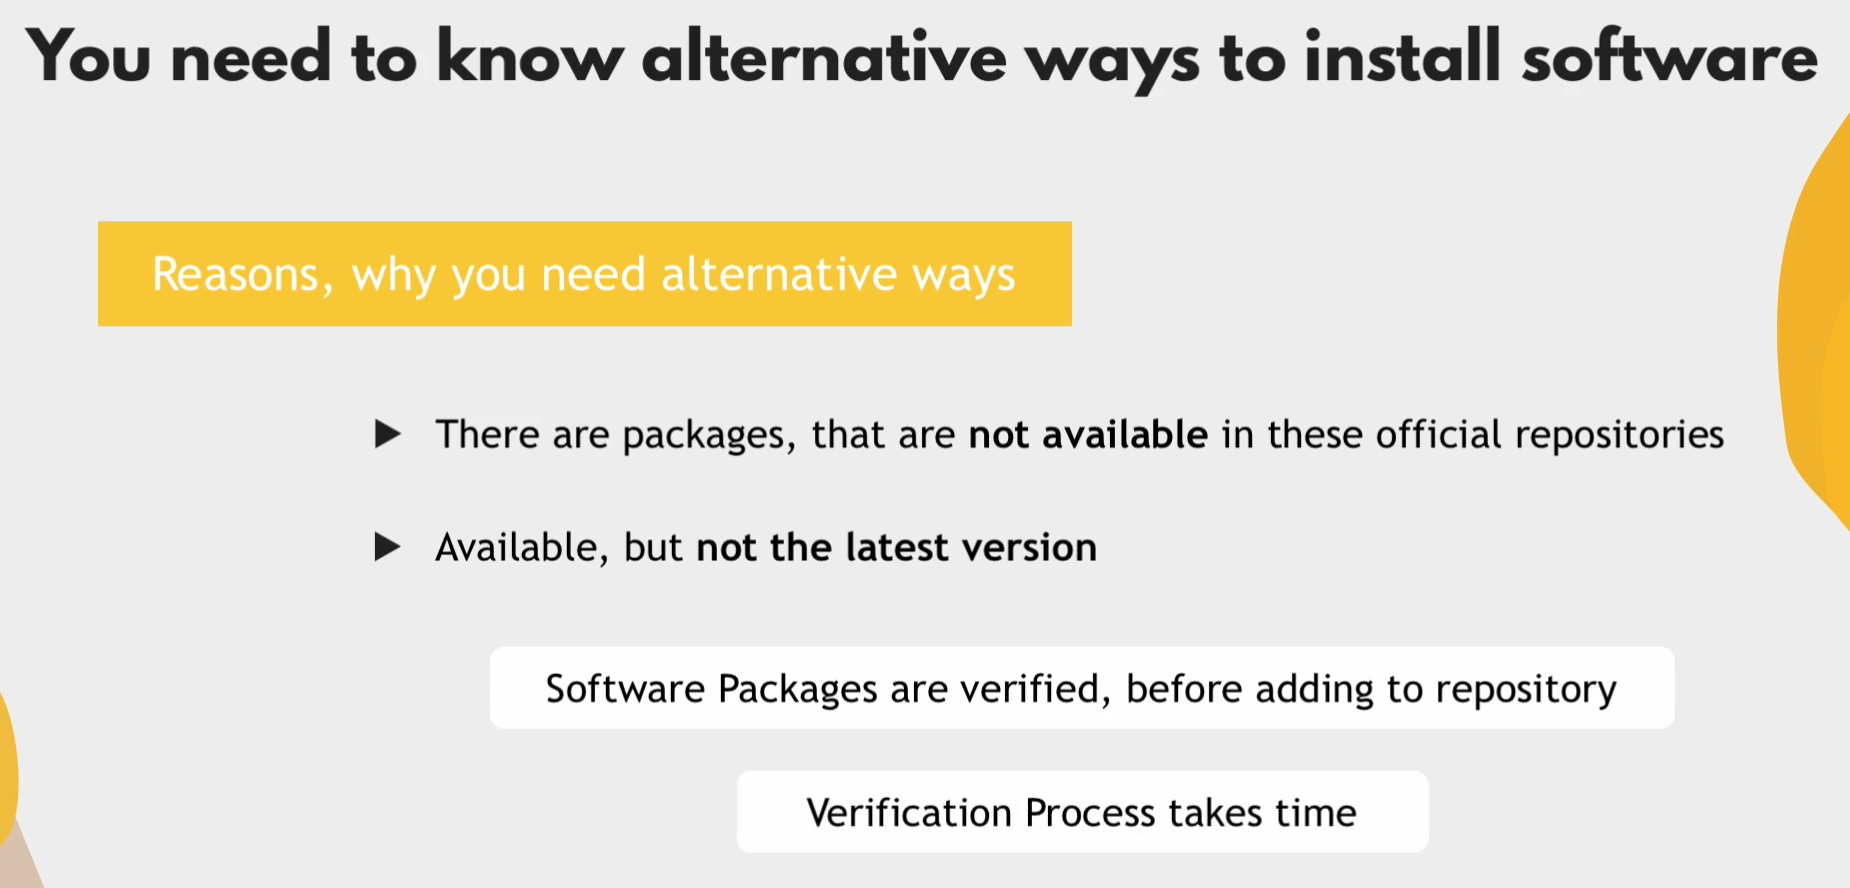 You need to know alternative ways to install software
Reasons, why you need alternative ways
There are packages, that are not available in these official repositories
Available, but not the latest version
Software Packages are verified, before adding to repository
Verification Process takes time